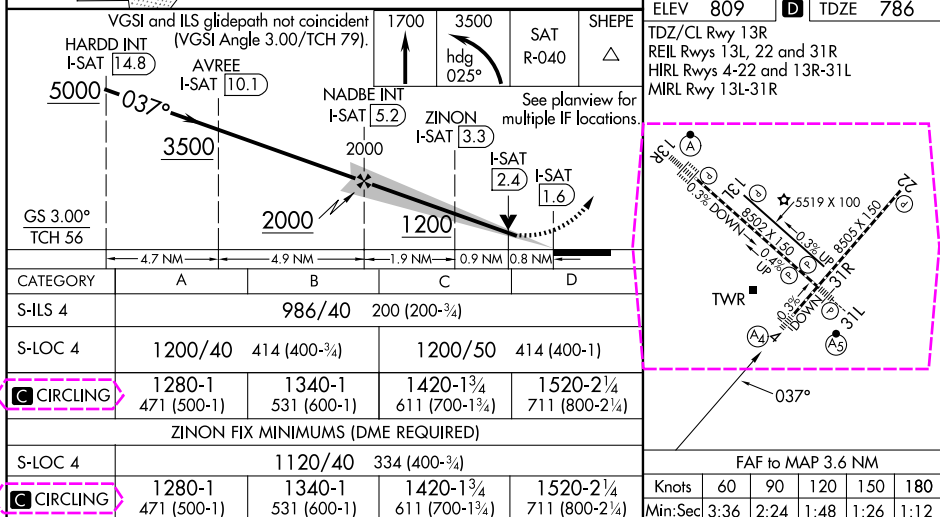 VGSI and ILS glidepath not coincident
(VGSI Angle 3.00/TCH 79).
HARDD INT
I-SAT 14.8
AVREE
I-SAT 10.1
NADBE INT
I-SAT 5.2
ZINON
I-SAT 3.3
I-SAT
2.4
I-SAT
1.6
1700
3500
hdg
025°
SAT
R-040
SHEPE
See planview for
multiple IF locations.
5000
037°
3500
2000
2000
1200
GS 3.00°
TCH 56
4.7 NM
4.9 NM
1.9 NM
0.9 NM
0.8 NM
CATEGORY A B C D
S-ILS 4 986/40 200 (200-¾)
S-LOC 4 1200/40 414 (400-¾) 1200/50 414 (400-1)
C CIRCLING 1280-1 1340-1 1420-1¾ 1520-2¼
471 (500-1) 531 (600-1) 611 (700-1¾) 711 (800-2¼)
ZINON FIX MINIMUMS (DME REQUIRED)
S-LOC 4 1120/40 334 (400-¾)
C CIRCLING 1280-1 1340-1 1420-1¾ 1520-2¼
471 (500-1) 531 (600-1) 611 (700-1¾) 711 (800-2¼)
ELEV 809 D TDZE 786
TDZ/CL Rwy 13R
REIL Rwys 13L, 22 and 31R
HIRL Rwys 4-22 and 13R-31L
MIRL Rwy 13L-31R
A
13R
P
0.3% DOWN
13L
P
5519 X 100
22
P
8502 X 150
0.3% UP
8505 X 150
0.4% UP
P
P
31R
TWR
0.3% DOWN
P
31L
A4
4
A5
037°
FAF to MAP 3.6 NM
Knots 60 90 120 150 180
Min:Sec 3:36 2:24 1:48 1:26 1:12